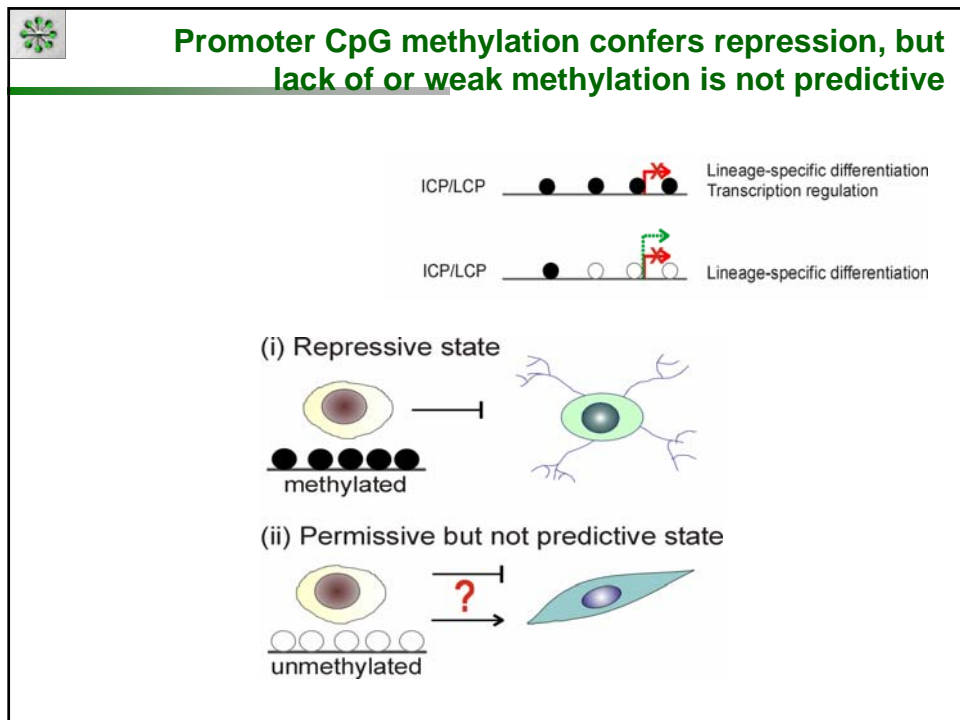 Promoter CpG methylation confers repression, but
lack of or weak methylation is not predictive
ICP/LCP
Lineage-specific differentiation
Transcription regulation
ICP/LCP
Lineage-specific differentiation
(i) Repressive state
methylated
(ii) Permissive but not predictive state
?
unmethylated